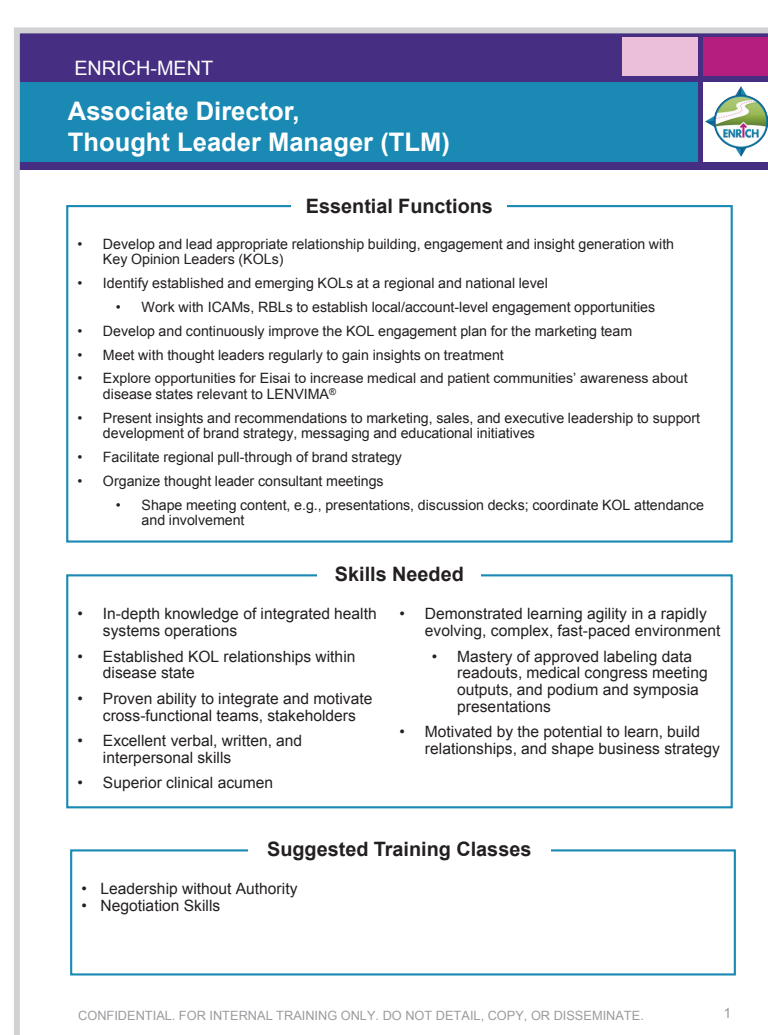 ENRICH-MENT
Associate Director,
Thought Leader Manager (TLM)
ENRICH
Essential Functions
• Develop and lead appropriate relationship building, engagement and insight generation with
Key Opinion Leaders (KOLs)
• Identify established and emerging KOLs at a regional and national level
• Work with ICAMs, RBLs to establish local/account-level engagement opportunities
• Develop and continuously improve the KOL engagement plan for the marketing team
• Meet with thought leaders regularly to gain insights on treatment
• Explore opportunities for Eisai to increase medical and patient communities’ awareness about
disease states relevant to LENVIMA®
• Present insights and recommendations to marketing, sales, and executive leadership to support
development of brand strategy, messaging and educational initiatives
• Facilitate regional pull-through of brand strategy
• Organize thought leader consultant meetings
• Shape meeting content, e.g., presentations, discussion decks; coordinate KOL attendance
and involvement
Skills Needed
• In-depth knowledge of integrated health
systems operations
• Established KOL relationships within
disease state
• Proven ability to integrate and motivate
cross-functional teams, stakeholders
• Excellent verbal, written, and
interpersonal skills
• Superior clinical acumen
• Demonstrated learning agility in a rapidly
evolving, complex, fast-paced environment
• Mastery of approved labeling data
readouts, medical congress meeting
outputs, and podium and symposia
presentations
• Motivated by the potential to learn, build
relationships, and shape business strategy
Suggested Training Classes
• Leadership without Authority
• Negotiation Skills
CONFIDENTIAL. FOR INTERNAL TRAINING ONLY. DO NOT DETAIL, COPY, OR DISSEMINATE.
1